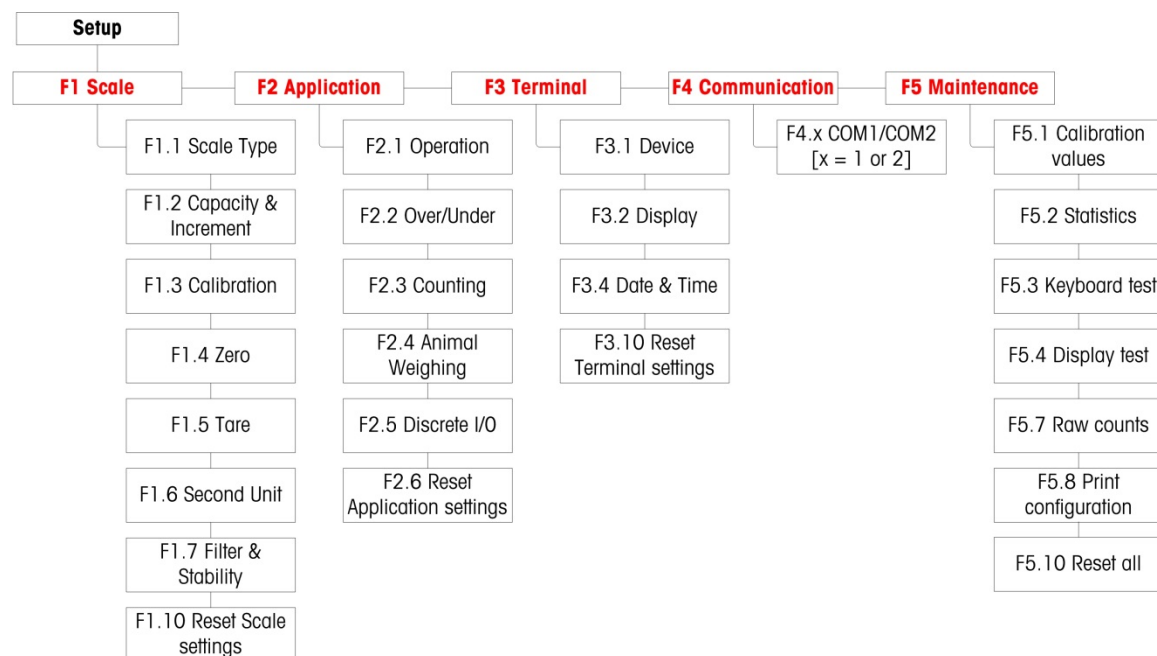 Setup
F1 Scale
F2 Application
F3 Terminal
F4 Communication
F5 Maintenance
F1.1 Scale Type
F1.2 Capacity &
Increment
F1.3 Calibration
F1.4 Zero
F1.5 Tare
F1.6 Second Unit
F1.7 Filter &
Stability
F1.10 Reset Scale
settings
F2.1 Operation
F2.2 Over/Under
F2.3 Counting
F2.4 Animal
Weighing
F2.5 Discrete I/O
F2.6 Reset
Application settings
F3.1 Device
F3.2 Display
F3.4 Date & Time
F3.10 Reset
Terminal settings
F4.x COM1/COM2
[x = 1 or 2]
F5.1 Calibration
values
F5.2 Statistics
F5.3 Keyboard test
F5.4 Display test
F5.7 Raw counts
F5.8 Print
configuration
F5.10 Reset all